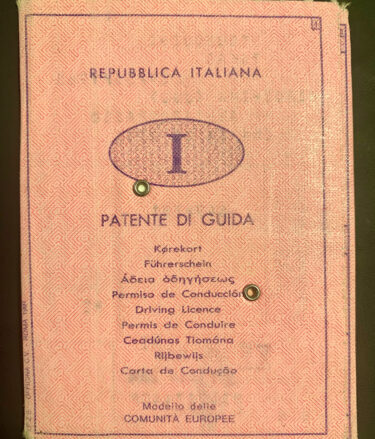 REPUBBLICA ITALIANA
I
PATENTE DI GUIDA
Kørekort
Führerschein
Άδεια όδηγήσεως
Permiso de Conducción
Driving Licence
Permis de Conduire
Ceadúnas Tiomána
Rijbewijs
Carta de Condução
Modello delle
COMUNITÀ EUROPEE